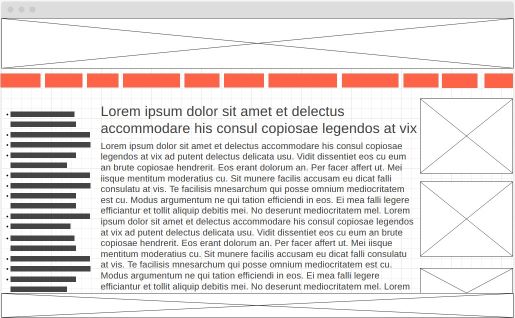 Lorem ipsum dolor sit amet et delectus
accommodare his consul copiosae legendos at vix
Lorem ipsum dolor sit amet et delectus accommodare his consul copiosae
legendos at vix ad putent delectus delicata usu. Vidit dissentiet eos cu eum
an brute copiosae hendrerit. Eos erant dolorum an. Per facer affert ut. Mei
iisque mentitum moderatius cu. Sit munere facilis accusam eu dicat falli
consulatu at vis. Te facilisis mnesarchum qui posse omnium mediocritatem
est cu. Modus argumentum ne qui tation efficiendi in eos. Ei mea falli legere
efficiantur et tollit aliquip debitis mei. No deserunt mediocritatem mel. Lorem
ipsum dolor sit amet et delectus accommodare his consul copiosae legendos
at vix ad putent delectus delicata usu. Vidit dissentiet eos cu eum an brute
copiosae hendrerit. Eos erant dolorum an. Per facer affert ut. Mei iisque
mentitum moderatius cu. Sit munere facilis accusam eu dicat falli consulatu
at vis. Te facilisis mnesarchum qui posse omnium mediocritatem est cu.
Modus argumentum ne qui tation efficiendi in eos. Ei mea falli legere
efficiantur et tollit aliquip debitis mei. No deserunt mediocritatem mel. Lorem